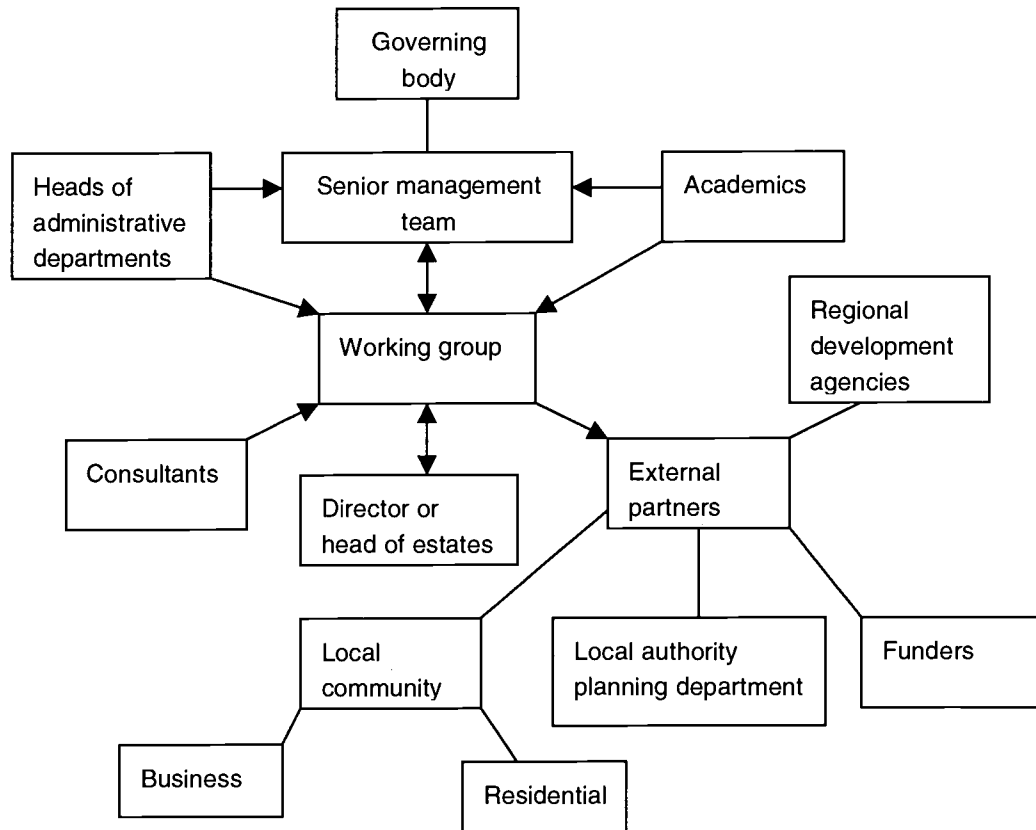 Governing
body
Heads of
administrative
departments
Senior management
team
Academics
Working group
Regional
development
agencies
Consultants
Director or
head of estates
External
partners
Local
community
Local authority
planning department
Funders
Business
Residential